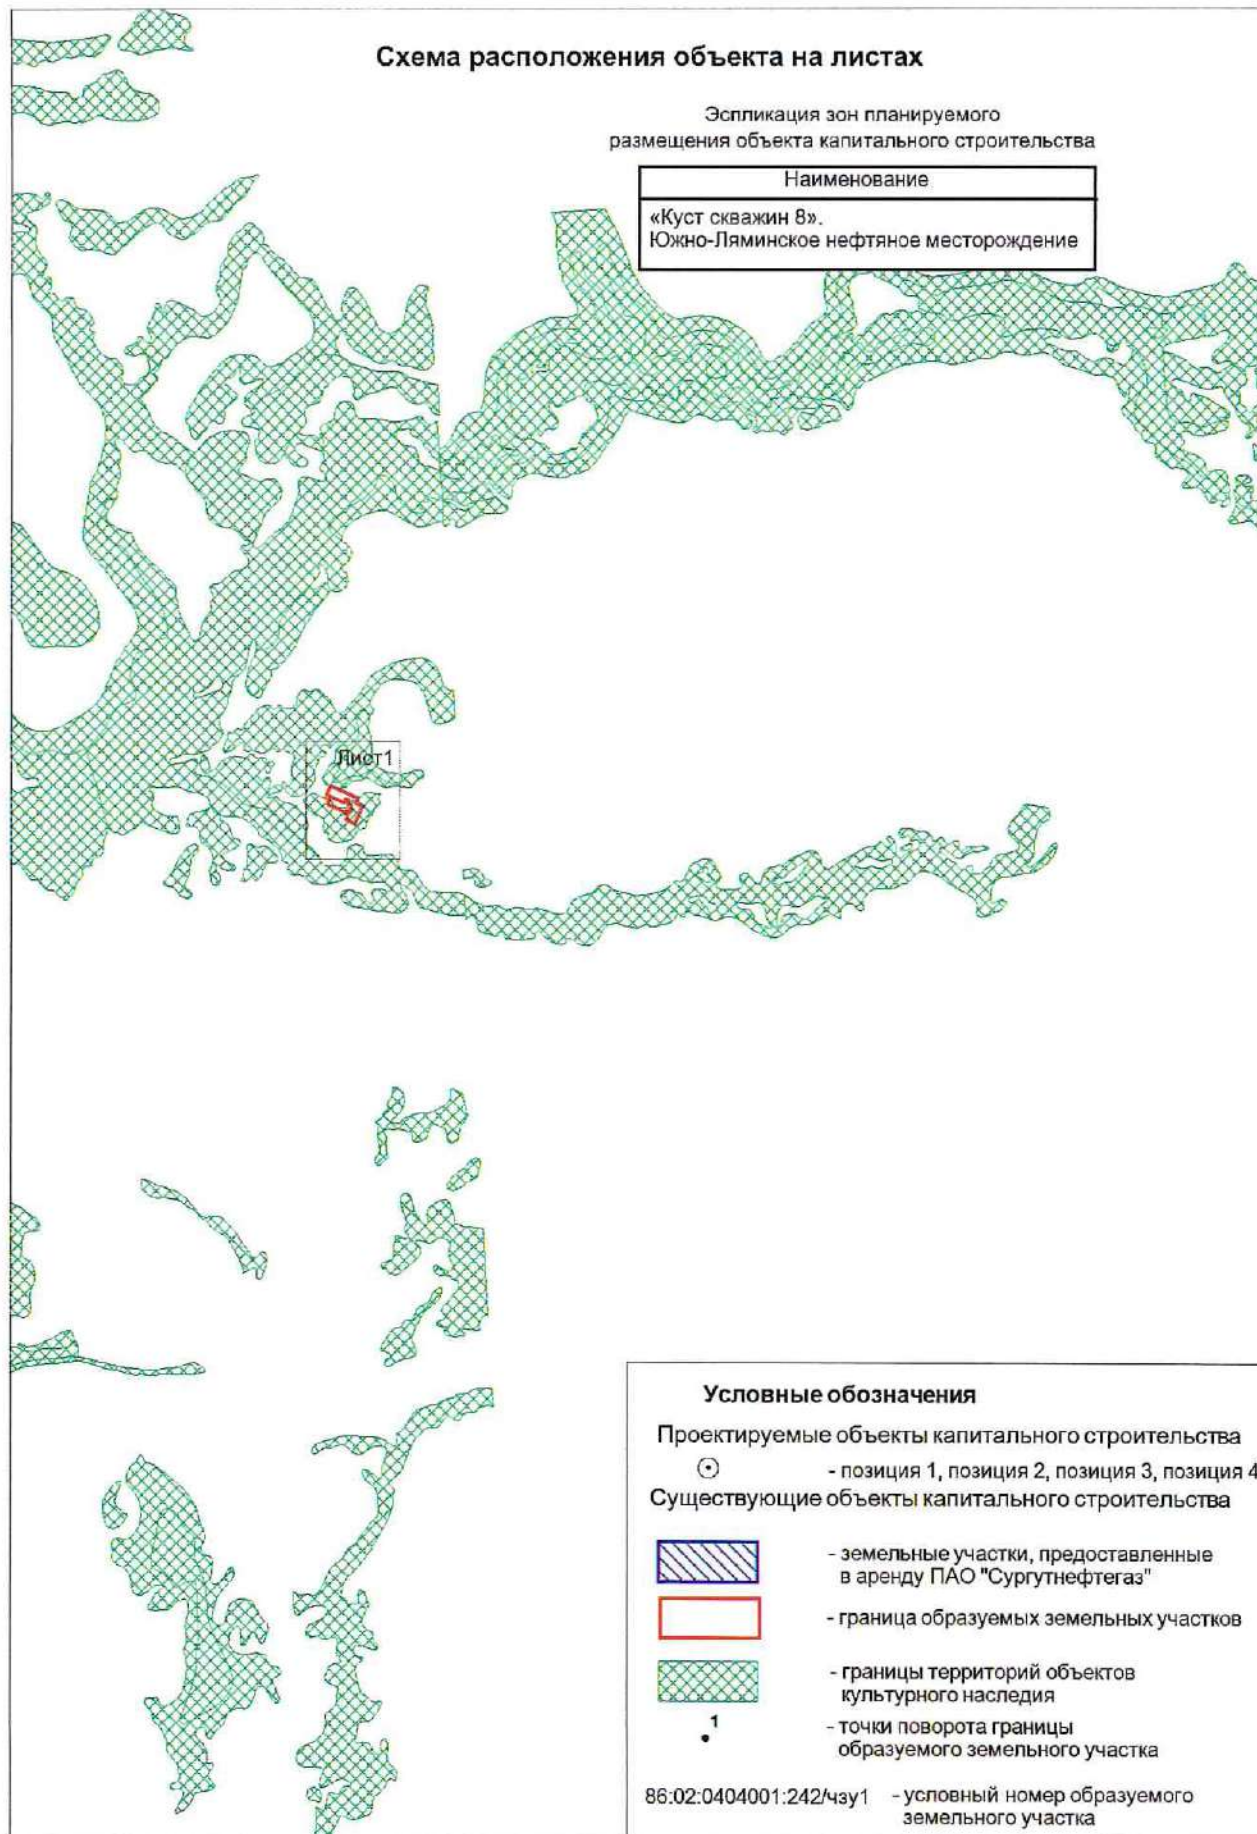 Схема расположения объекта на листах
Эспликация зон планируемого
размещения объекта капитального строительства
Наименование
«Куст скважин 8».
Южно-Ляминское нефтяное месторождение
Лист1
Условные обозначения
Проектируемые объекты капитального строительства
- позиция 1, позиция 2, позиция 3, позиция 4
Существующие объекты капитального строительства
- земельные участки, предоставленные
в аренду ПАО "Сургутнефтегаз"
- граница образуемых земельных участков
- границы территорий объектов
культурного наследия
1 - точки поворота границы
образуемого земельного участка
86:02:0404001:242/чзу1 - условный номер образуемого
земельного участка